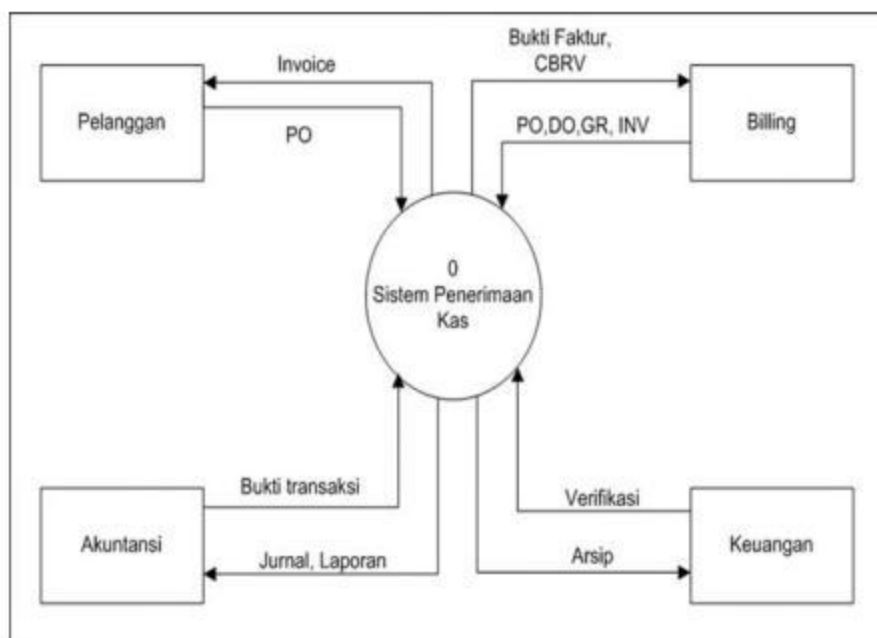 Bukti Faktur,
CBRV
Invoice
Pelanggan
PO
PO,DO,GR, INV
Billing
0
Sistem Penerimaan
Kas
Bukti transaksi
Verifikasi
Akuntansi
Keuangan
Jurnal, Laporan
Arsip